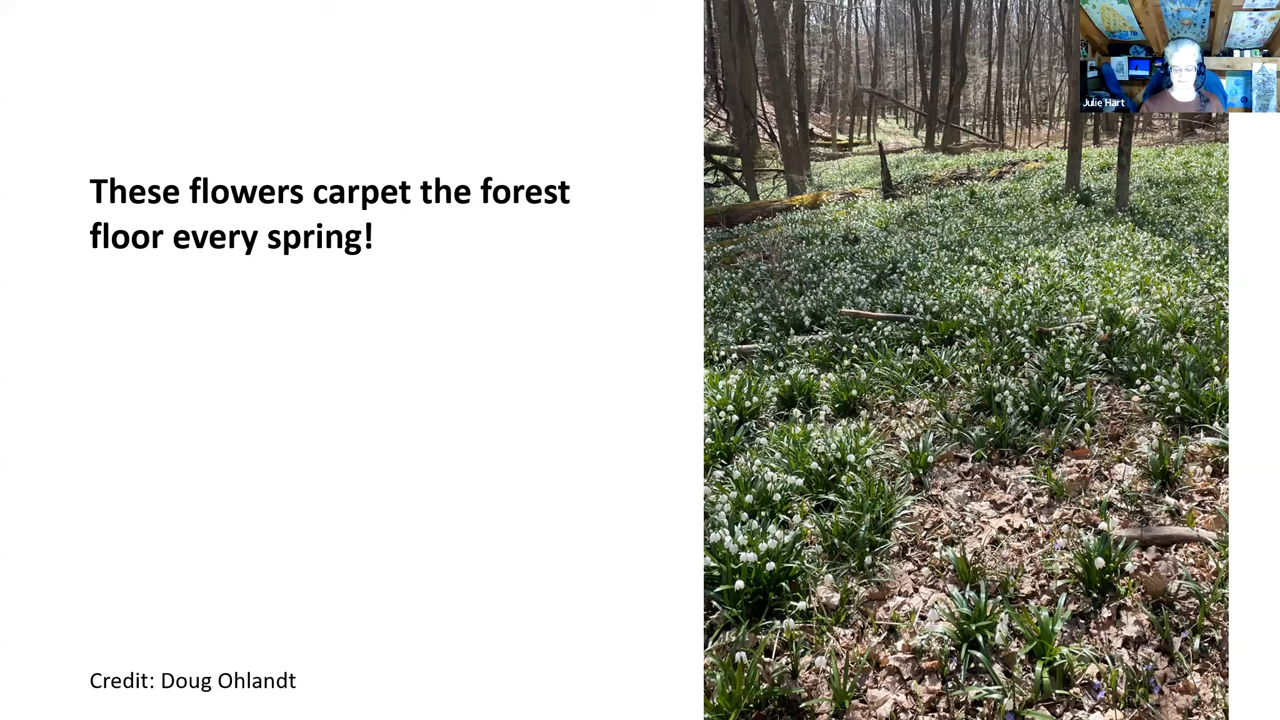 These flowers carpet the forest
floor every spring!
Credit: Doug Ohlandt
Julie Hart